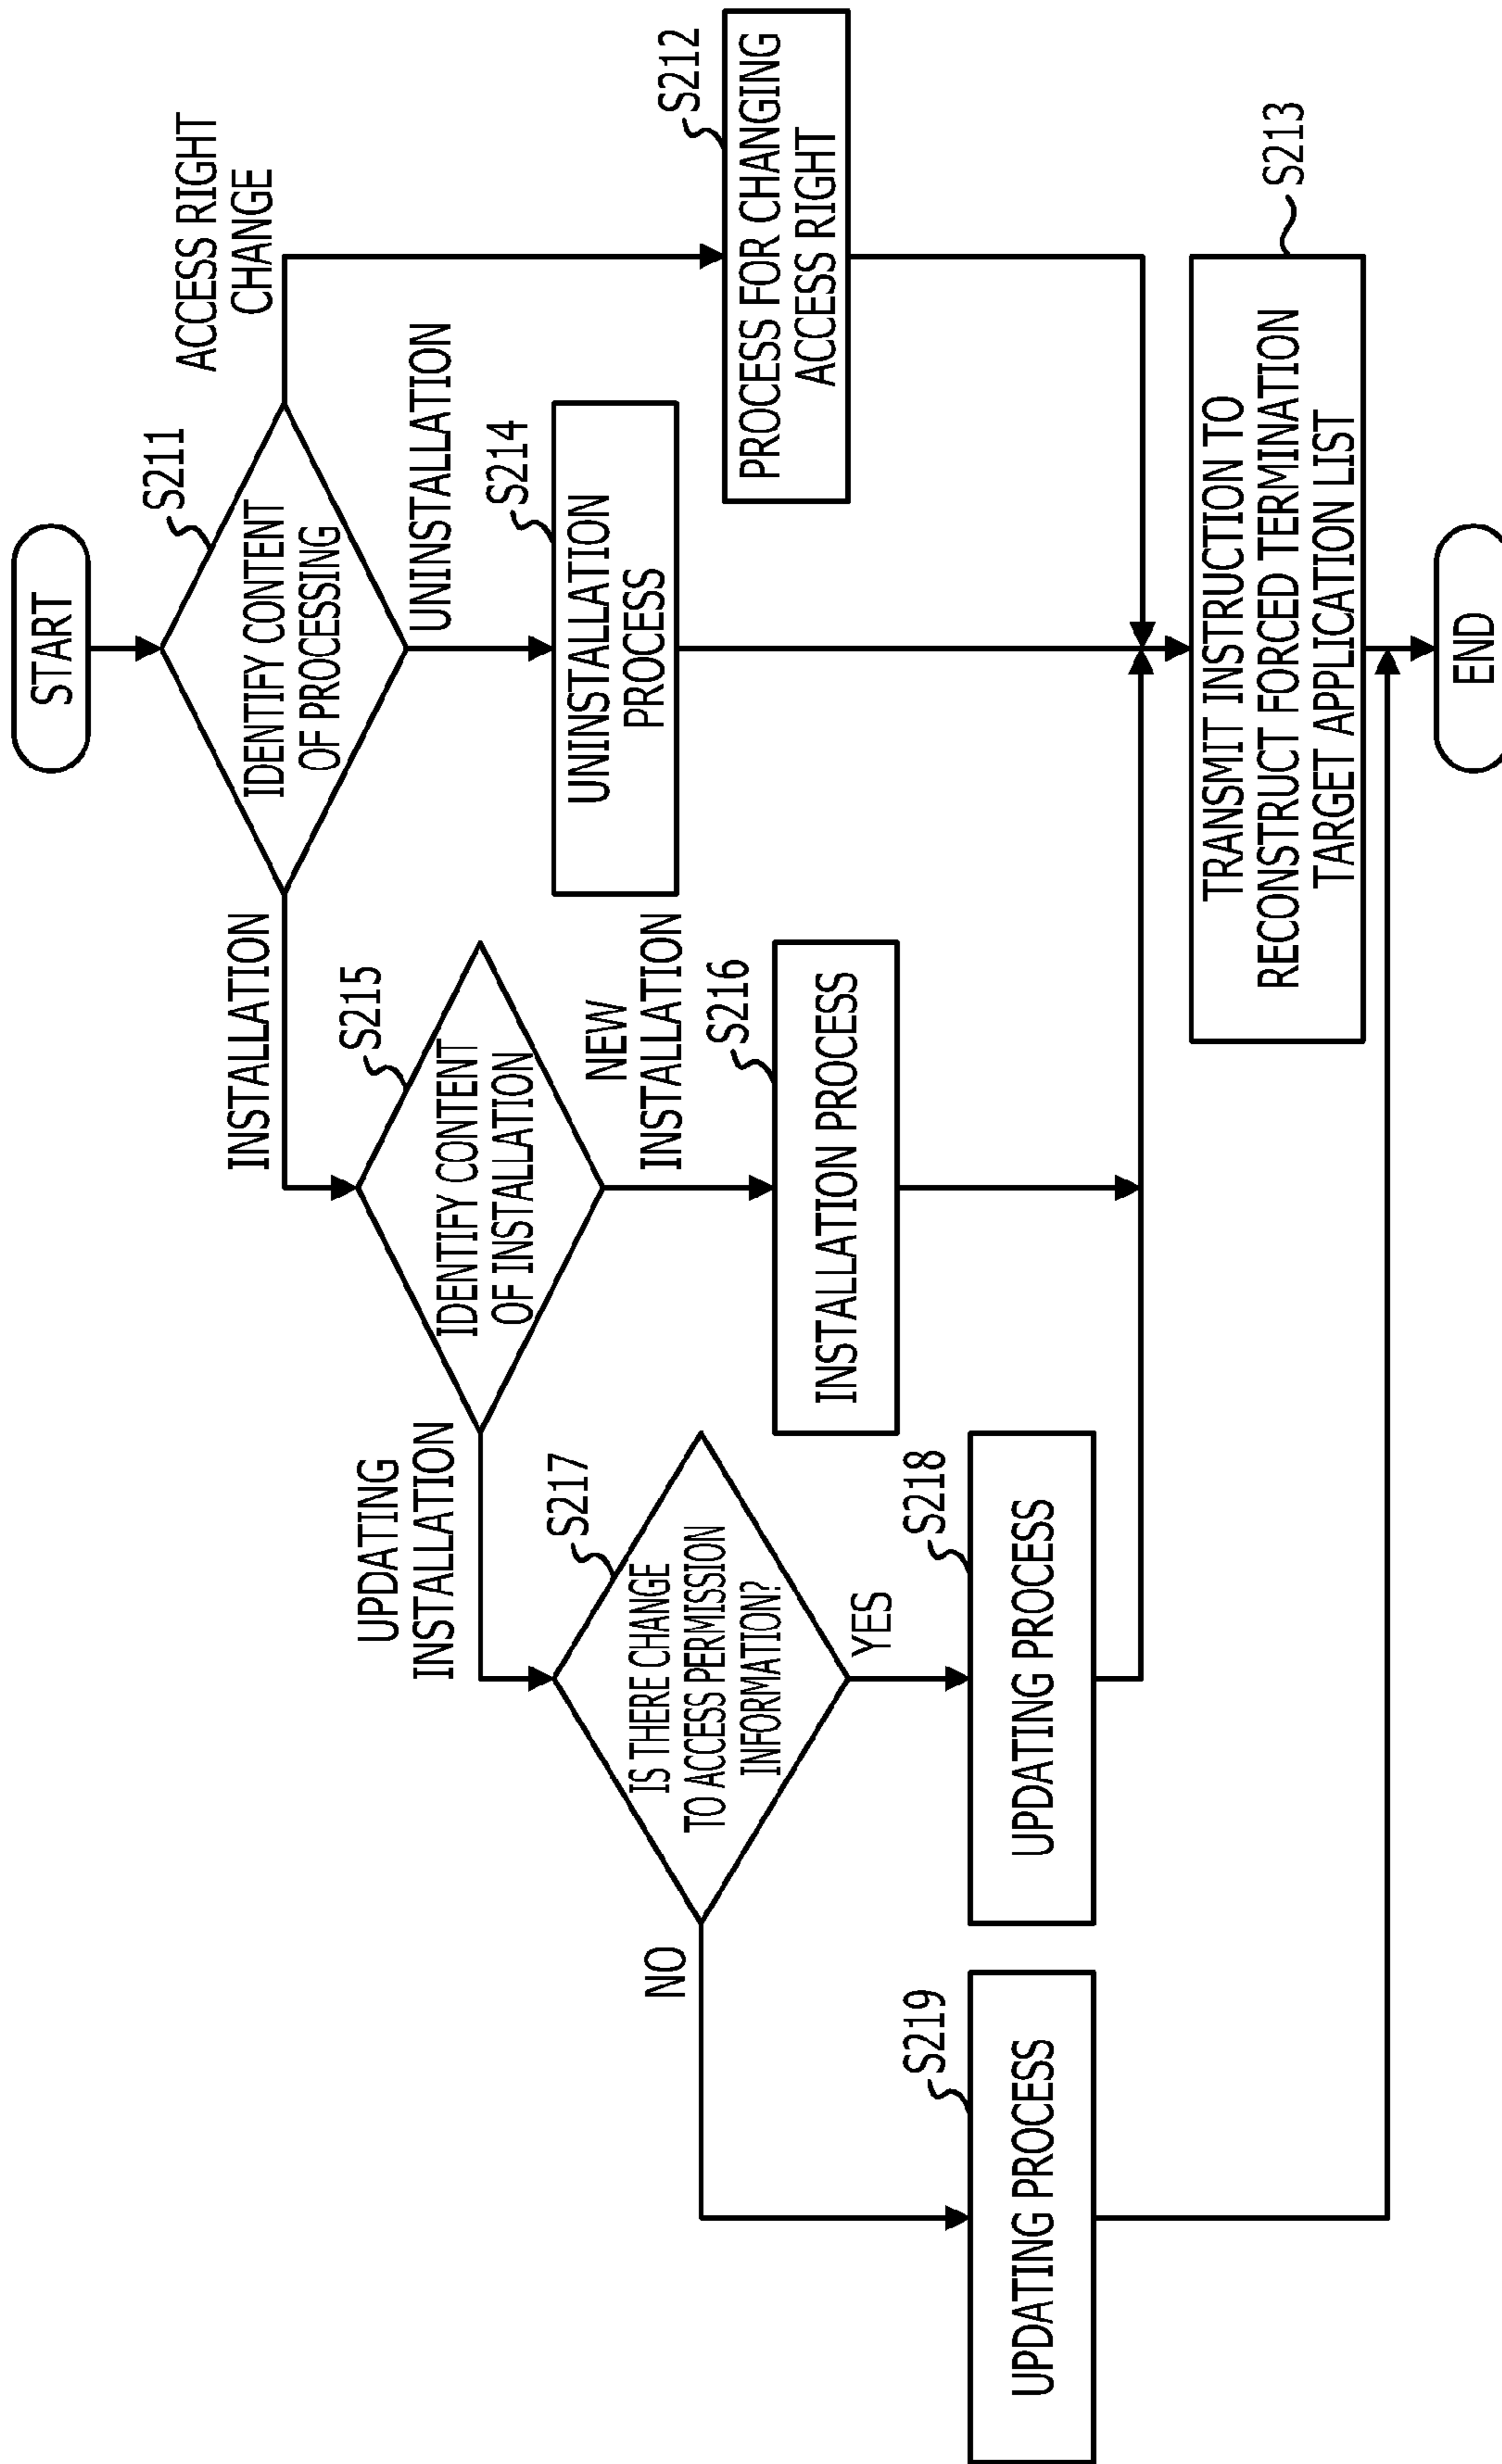 START
S211
IDENTIFY CONTENT
OF PROCESSING
ACCESS RIGHT
CHANGE
INSTALLATION
UNINSTALLATION
S212
PROCESS FOR CHANGING
ACCESS RIGHT
S214
UNINSTALLATION
PROCESS
S215
IDENTIFY CONTENT
OF INSTALLATION
NEW
INSTALLATION
UPDATING
INSTALLATION
S216
INSTALLATION PROCESS
S217
IS THERE CHANGE
TO ACCESS PERMISSION
INFORMATION?
YES
NO
S218
UPDATING PROCESS
S219
UPDATING PROCESS
S213
TRANSMIT INSTRUCTION TO
RECONSTRUCT FORCED TERMINATION
TARGET APPLICATION LIST
END